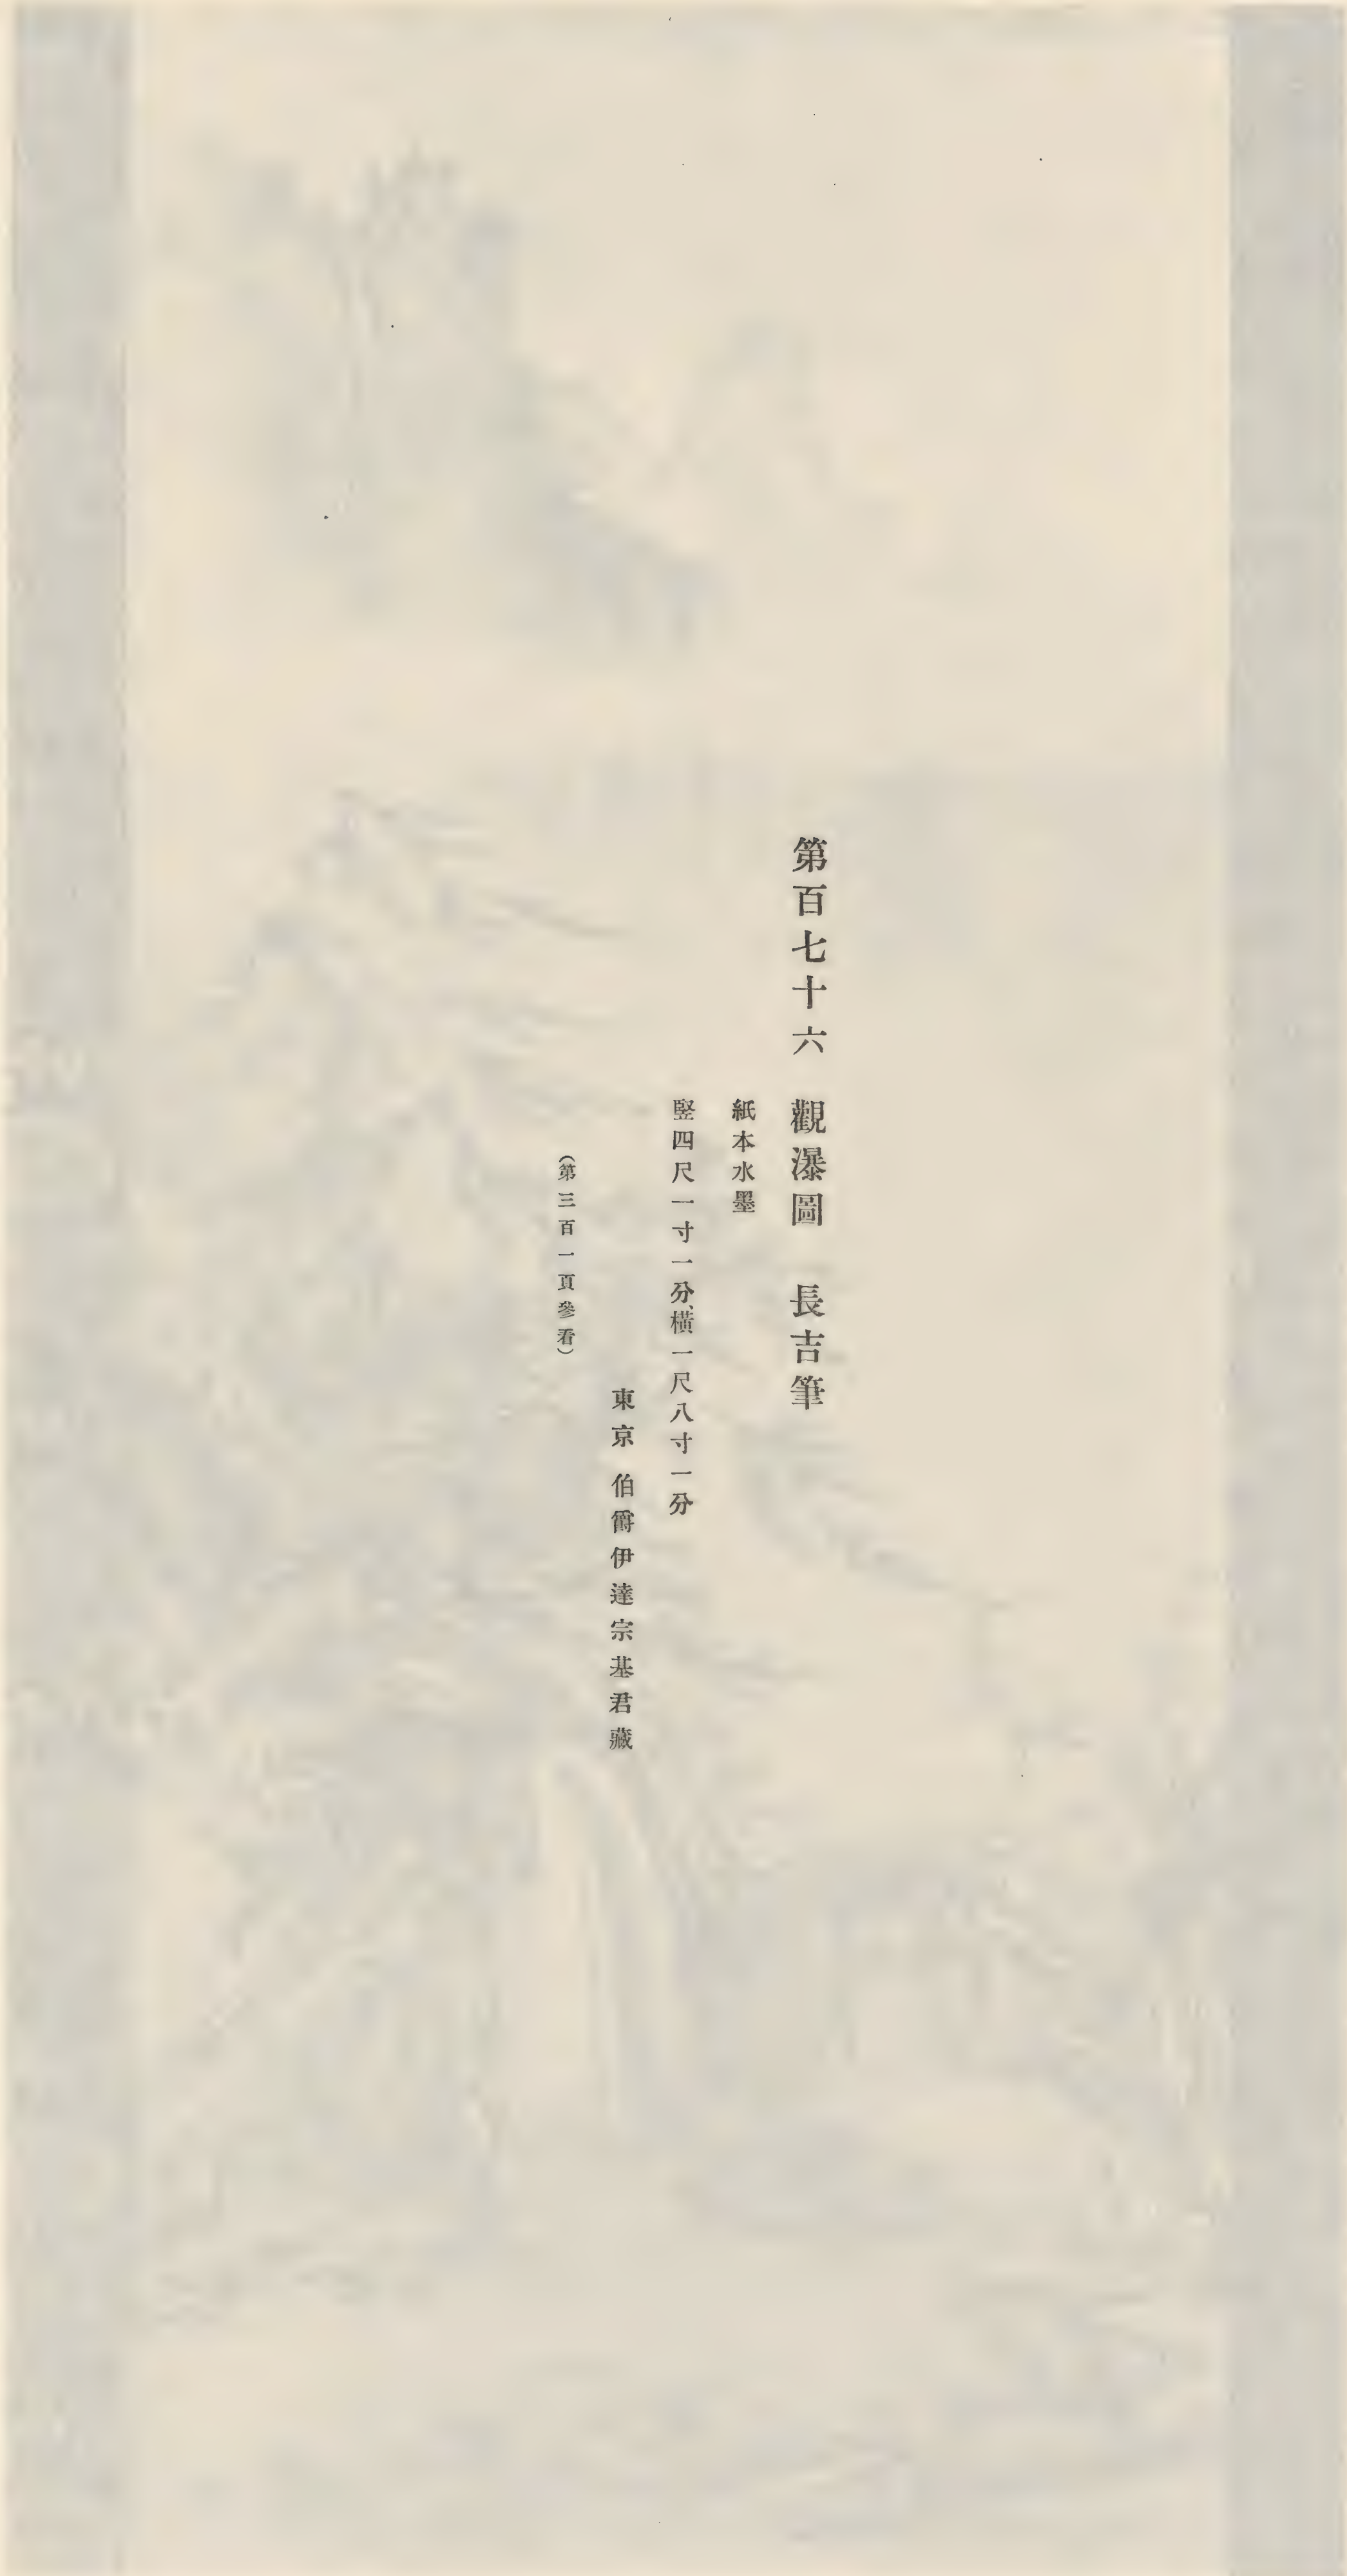 第百七十六 觀瀑圖 長吉筆
紙本水墨
竪四尺一寸一分、橫一尺八寸一分
東京 伯爵伊達宗基君藏
（第三百一頁參看）